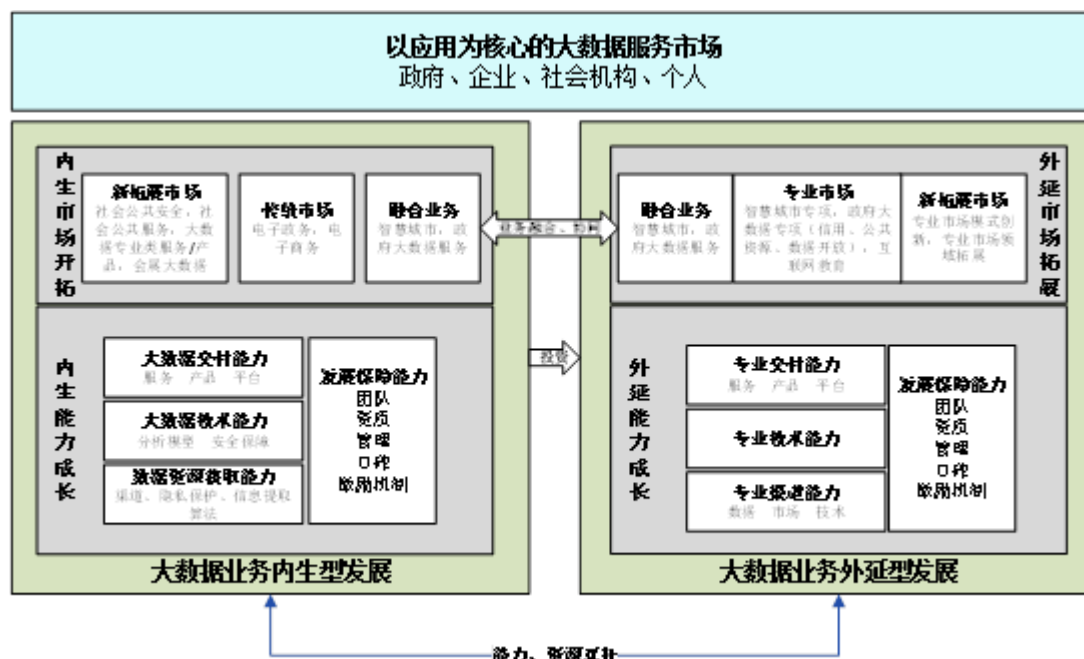 以应用为核心的大数据服务市场
政府、企业、社会机构、个人
内生市场开拓
新拓展市场
社会公共安全，社
会公共服务，大数
据专业类服务/产
品，会展大数据
传统市场
电子政务，电
子商务
融合业务
智慧城市，政
府大数据服务
业务融合、协同
融合业务
智慧城市，政
府大数据服务
专业市场
智慧城市专项，政府大
数据专项（信用、公共
资源、数据开放），互
联网教育
新拓展市场
专业市场模式创
新，专业市场领
域拓展
外延市场拓展
内生能力成长
大数据交付能力
服务 产品 平台
大数据技术能力
分析模型 安全保障
数据资源获取能力
渠道、隐私保护、信息提取
算法
发展保障能力
团队
资质
管理
口碑
激励机制
投资
外延能力成长
专业交付能力
服务 产品 平台
专业技术能力
专业渠道能力
数据 市场 技术
发展保障能力
团队
资质
管理
口碑
激励机制
大数据业务内生型发展
大数据业务外延型发展
能力、资源互补